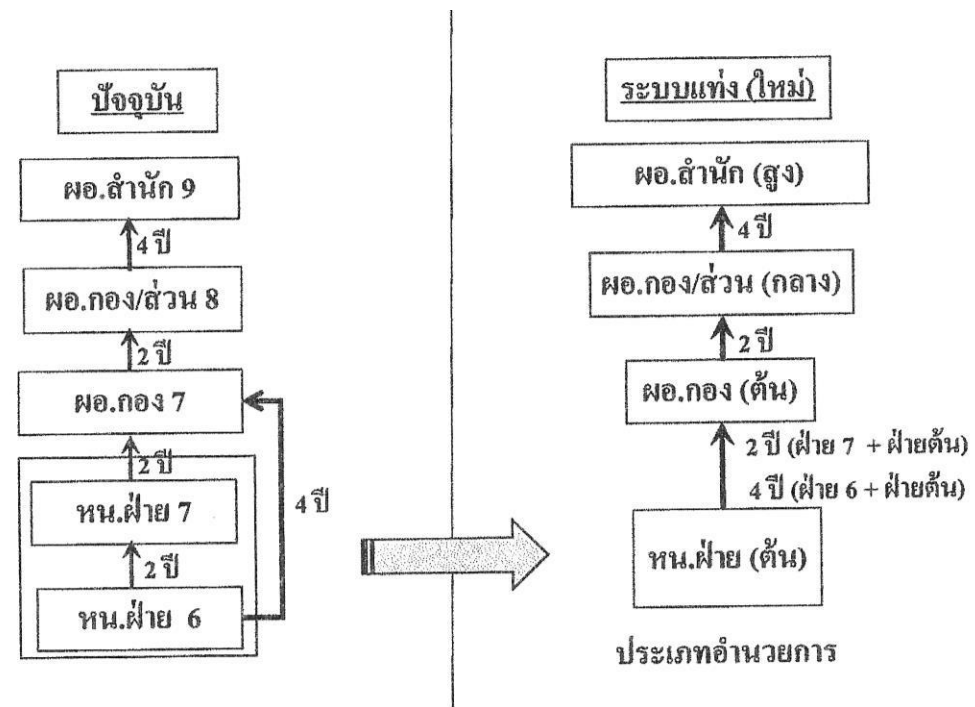 ปัจจุบัน
ผอ.สำนัก 9
4 ปี
ผอ.กอง/ส่วน 8
2 ปี
ผอ.กอง 7
2 ปี
หน.ฝ่าย 7
4 ปี
2 ปี
หน.ฝ่าย 6
ระบบแท่ง (ใหม่)
ผอ.สำนัก (สูง)
4 ปี
ผอ.กอง/ส่วน (กลาง)
2 ปี
ผอ.กอง (ต้น)
2 ปี (ฝ่าย 7 + ฝ่ายต้น)
4 ปี (ฝ่าย 6 + ฝ่ายต้น)
หน.ฝ่าย (ต้น)
ประเภทอำนวยการ